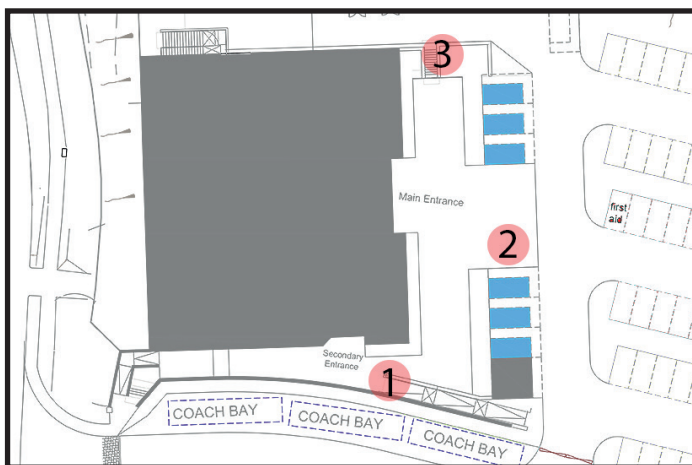 3
Main Entrance
first
aid
2
Secondary
Entrance
1
COACH BAY
COACH BAY
COACH BAY